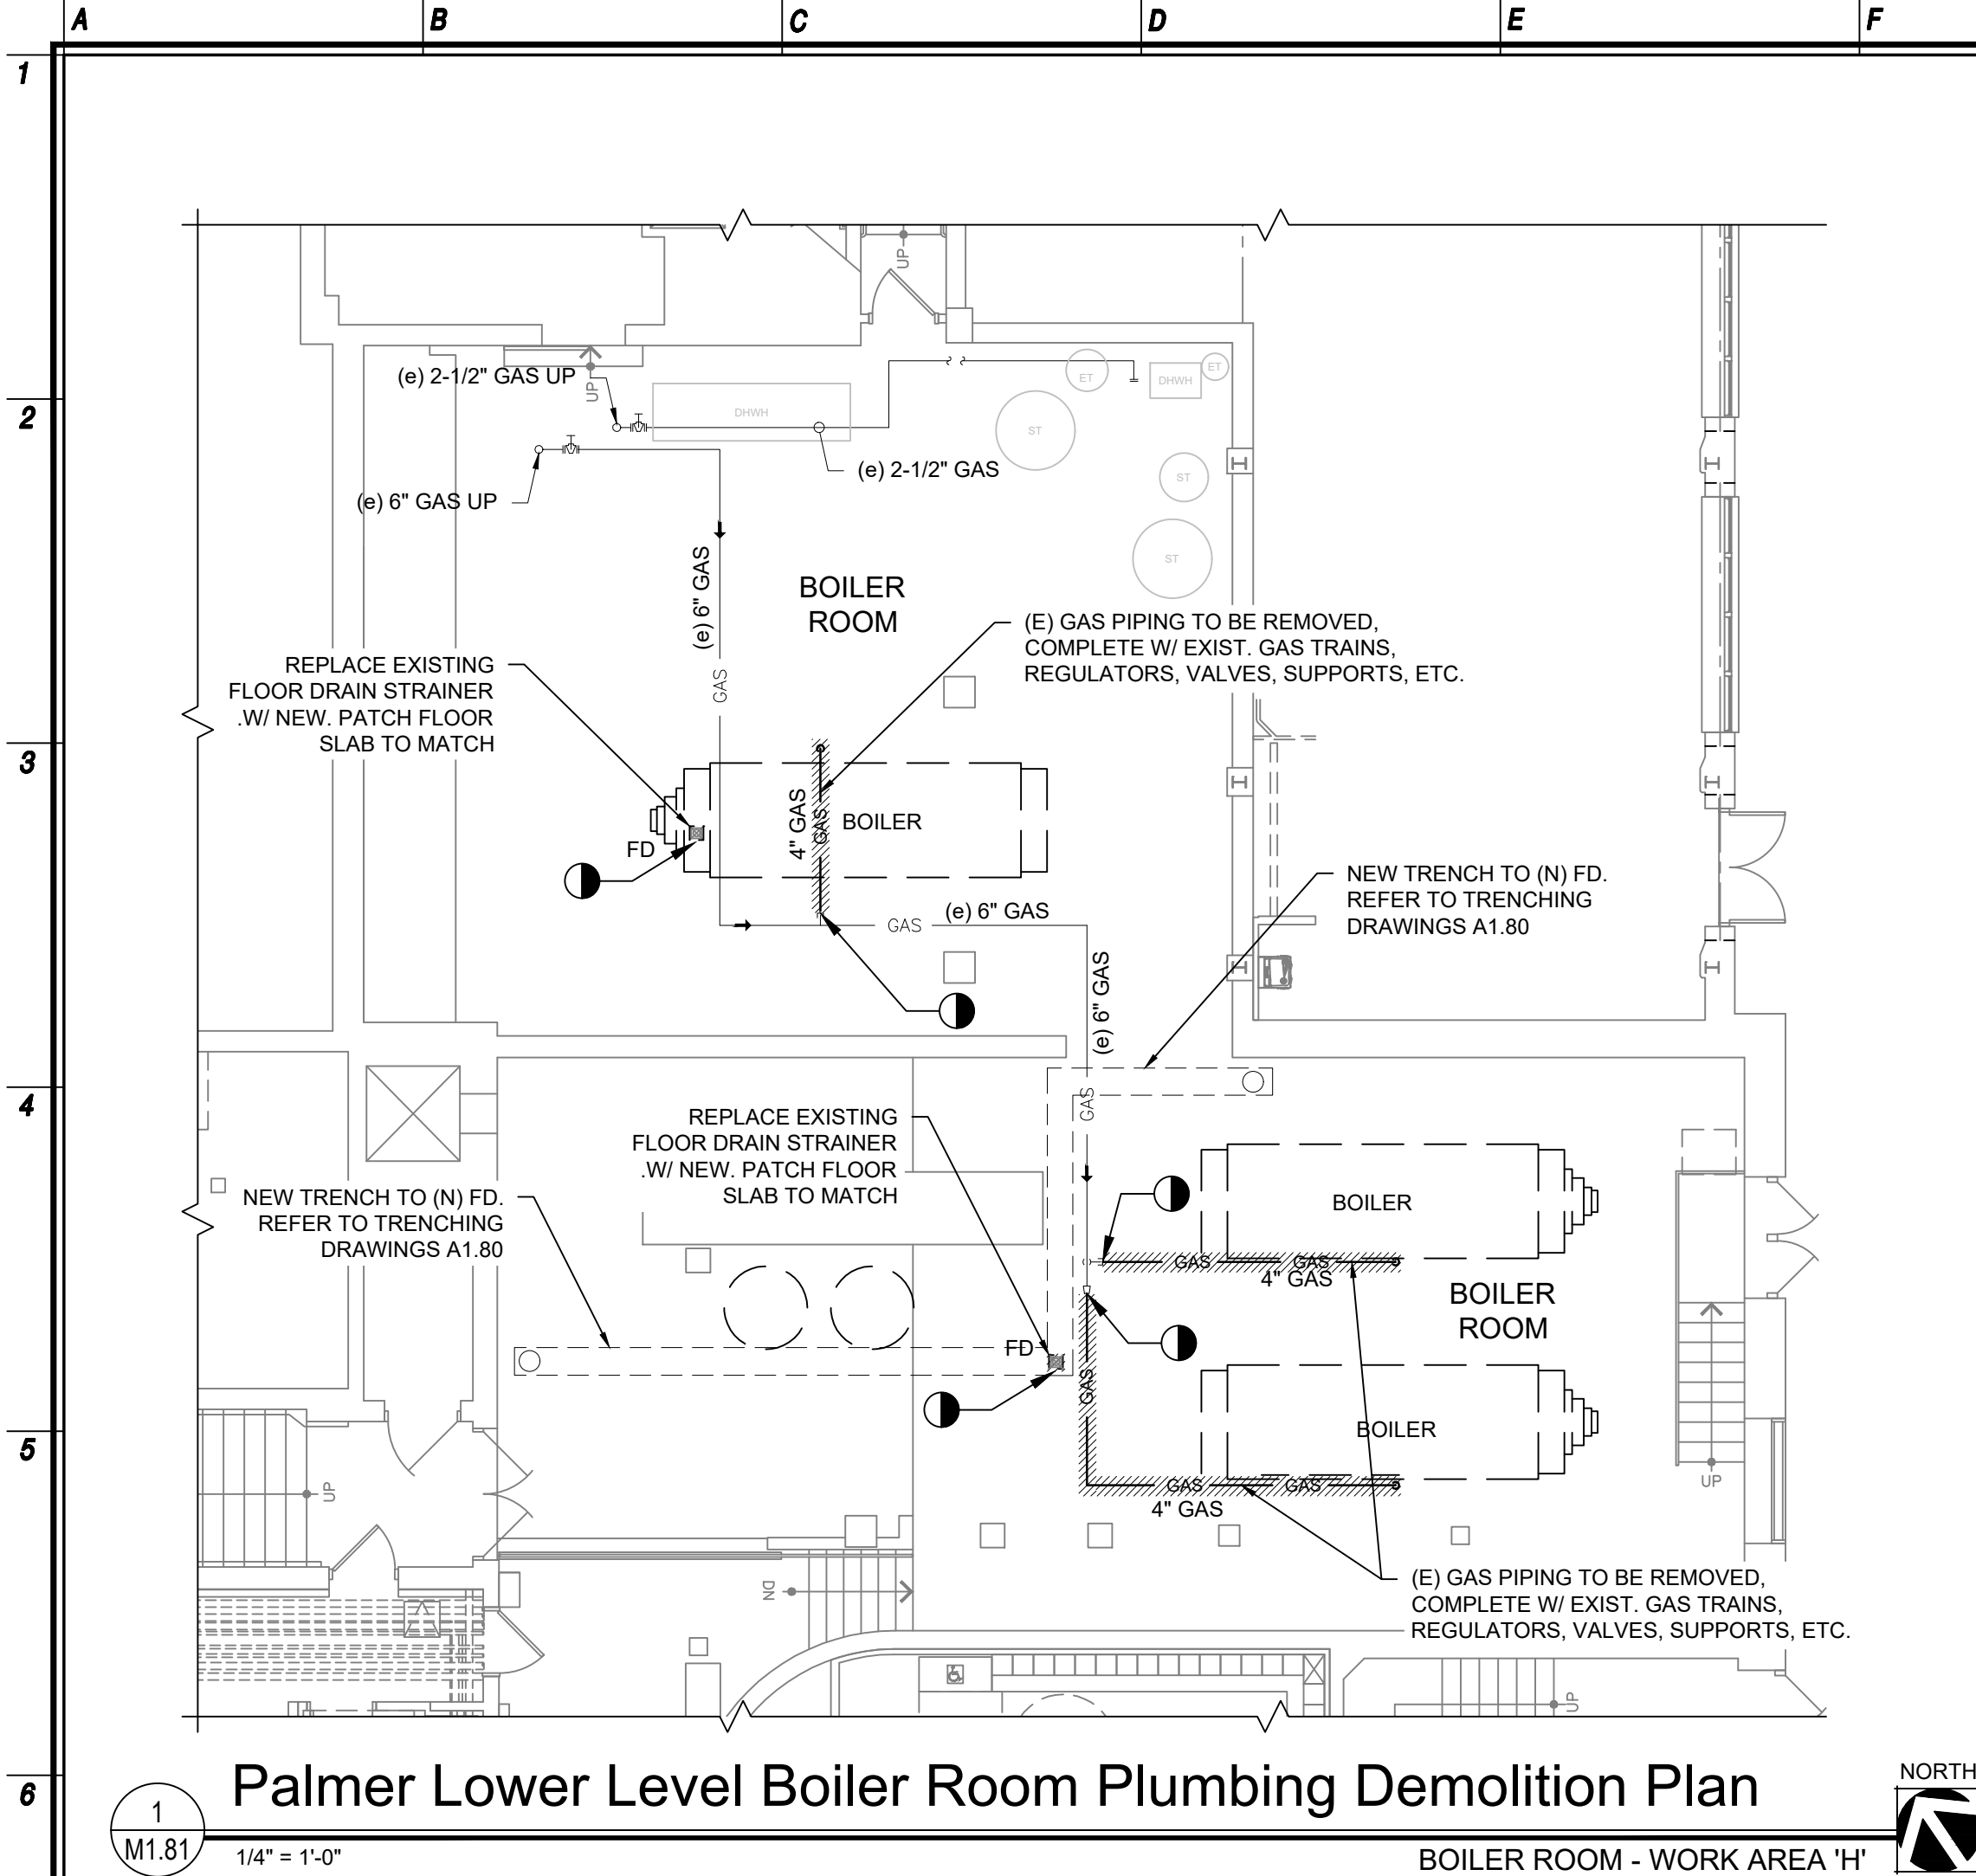 A
B
C
D
E
F
1
2
3
4
5
6
UP
(e) 2-1/2" GAS UP
UP
ET
DHWH
ET
DHWH
ST
(e) 2-1/2" GAS
ST
(e) 6" GAS UP
ST
(e) 6" GAS
GAS
BOILER
ROOM
(E) GAS PIPING TO BE REMOVED,
COMPLETE W/ EXIST. GAS TRAINS,
REGULATORS, VALVES, SUPPORTS, ETC.
REPLACE EXISTING
FLOOR DRAIN STRAINER
.W/ NEW. PATCH FLOOR
SLAB TO MATCH
4" GAS
GAS
BOILER
FD
NEW TRENCH TO (N) FD.
REFER TO TRENCHING
DRAWINGS A1.80
GAS
(e) 6" GAS
(e) 6" GAS
GAS
REPLACE EXISTING
FLOOR DRAIN STRAINER
.W/ NEW. PATCH FLOOR
SLAB TO MATCH
NEW TRENCH TO (N) FD.
REFER TO TRENCHING
DRAWINGS A1.80
BOILER
GAS
GAS
4" GAS
BOILER
ROOM
FD
GAS
BOILER
GAS
GAS
4" GAS
UP
UP
DN
(E) GAS PIPING TO BE REMOVED,
COMPLETE W/ EXIST. GAS TRAINS,
REGULATORS, VALVES, SUPPORTS, ETC.
UP
H
H
H
H
H
H
1
M1.81
Palmer Lower Level Boiler Room Plumbing Demolition Plan
1/4" = 1'-0"
BOILER ROOM - WORK AREA 'H'
NORTH